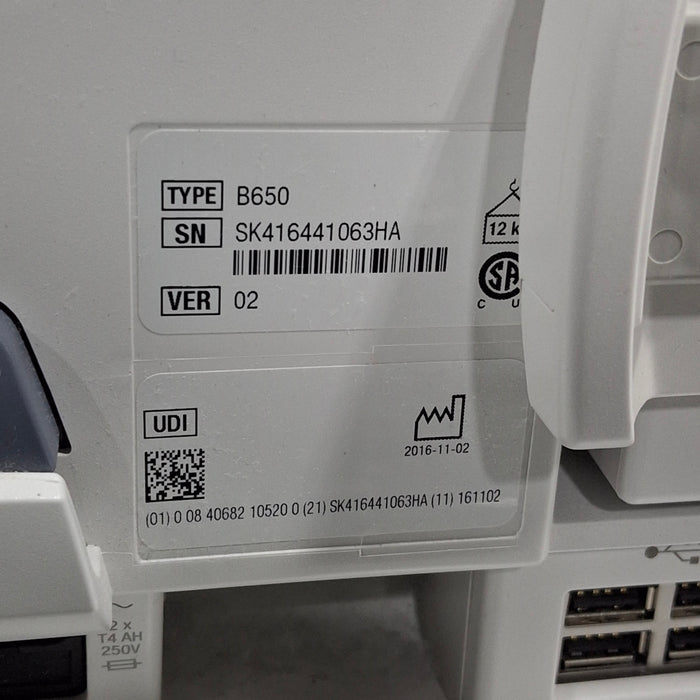 TYPE B650
SN SK416441063HA
12 k
SA
C U
VER 02
UDI
2016-11-02
(01) 0 08 40682 10520 0 (21) SK416441063HA (11) 161102
2 x
T4 AH
250V